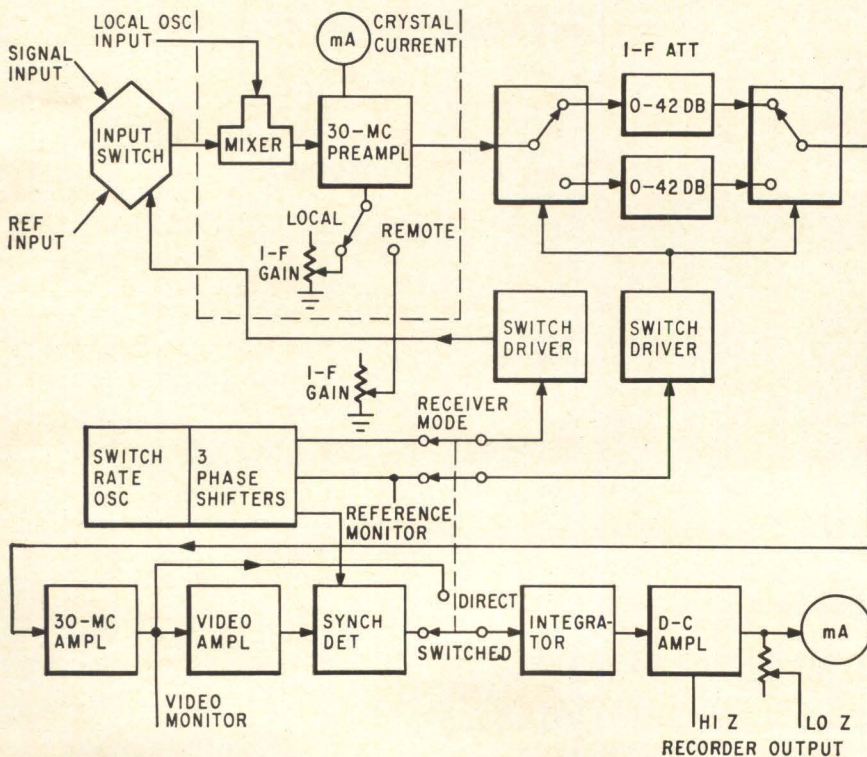 LOCAL OSC
INPUT
CRYSTAL
CURRENT
mA
SIGNAL
INPUT
I-F ATT
INPUT
SWITCH
MIXER
30-MC
PREAMPL
0-42 DB
0-42 DB
REF
INPUT
LOCAL
REMOTE
I-F
GAIN
SWITCH
DRIVER
SWITCH
DRIVER
I-F
GAIN
RECEIVER
MODE
SWITCH
RATE
OSC
3
PHASE
SHIFTERS
REFERENCE
MONITOR
30-MC
AMPL
VIDEO
AMPL
SYNCH
DET
DIRECT
SWITCHED
INTEGRA-
TOR
D-C
AMPL
mA
VIDEO
MONITOR
HI Z
LO Z
RECORDER OUTPUT